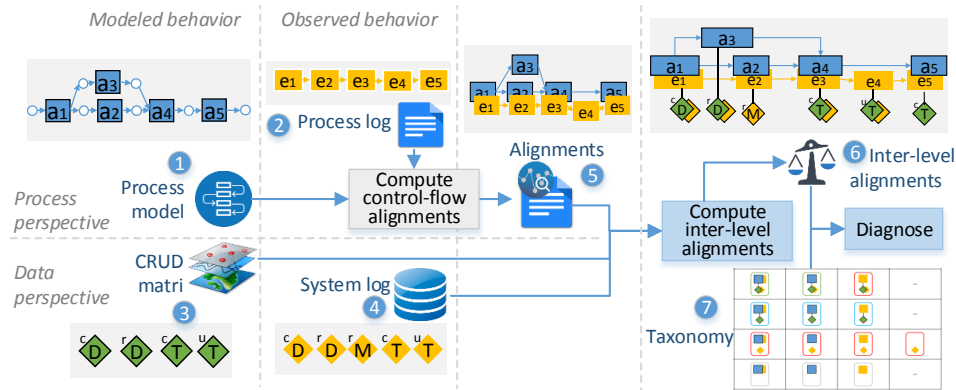 Modeled behavior
Observed behavior
a1 a3 a2 a4 a5
e1 e2 e3 e4 e5
a3
a1 a2 a4 a5
e1 e2 e3 e4 e5
a3
a1 a2 a4 a5
e1 e2 e3 e4 e5
c D r D r M c T u T c T
1
Process
model
2 Process log
Compute
control-flow
alignments
Alignments
5
6 Inter-level
alignments
Compute
inter-level
alignments
Diagnose
Process
perspective
Data
perspective
CRUD
matri
3
c D r D c T u T
System log
4
c D r D r M c T u T
7
Taxonomy
- 
-
-